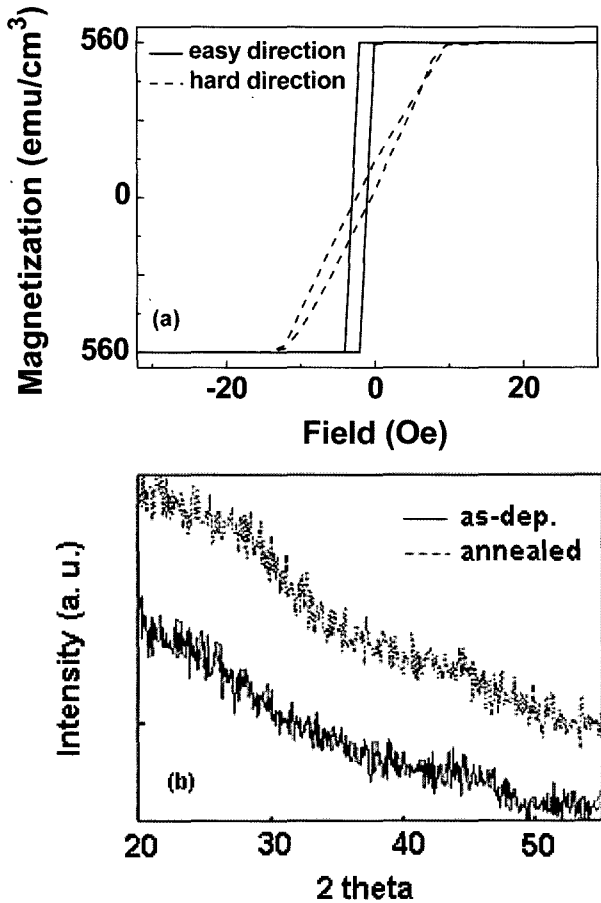 560
easy direction
hard direction
0
(a)
560
-20
0
20
Magnetization (emu/cm³)
Field (Oe)
as-dep.
annealed
Intensity (a. u.)
(b)
20
30
40
50
2 theta